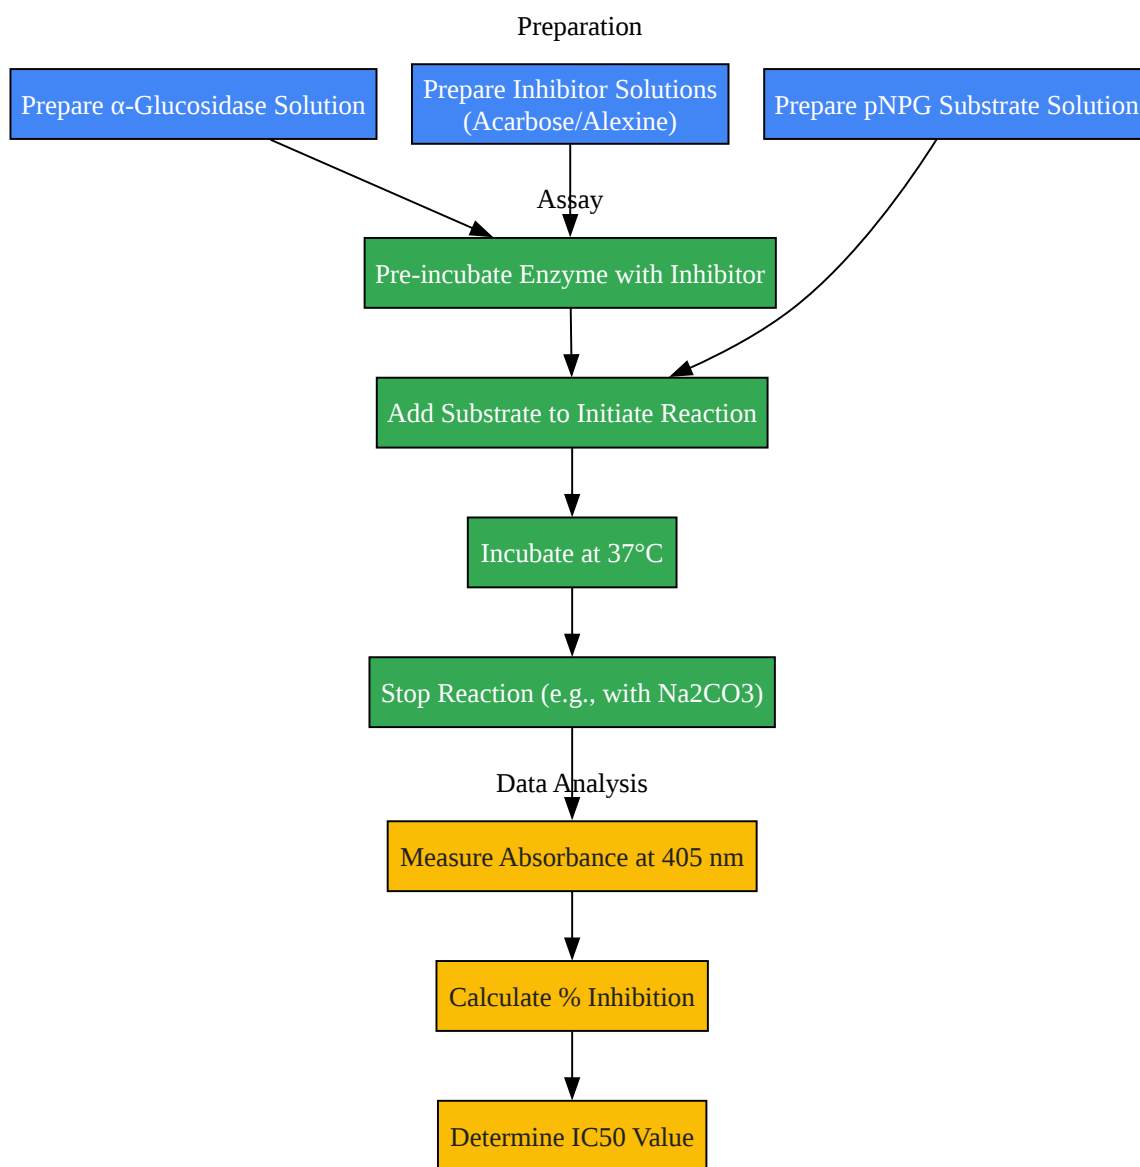 Preparation
Prepare α-Glucosidase Solution
Prepare Inhibitor Solutions
(Acarbose/Alexine)
Prepare pNPG Substrate Solution
Assay
Pre-incubate Enzyme with Inhibitor
Add Substrate to Initiate Reaction
Incubate at 37°C
Stop Reaction (e.g., with Na2CO3)
Data Analysis
Measure Absorbance at 405 nm
Calculate % Inhibition
Determine IC50 Value